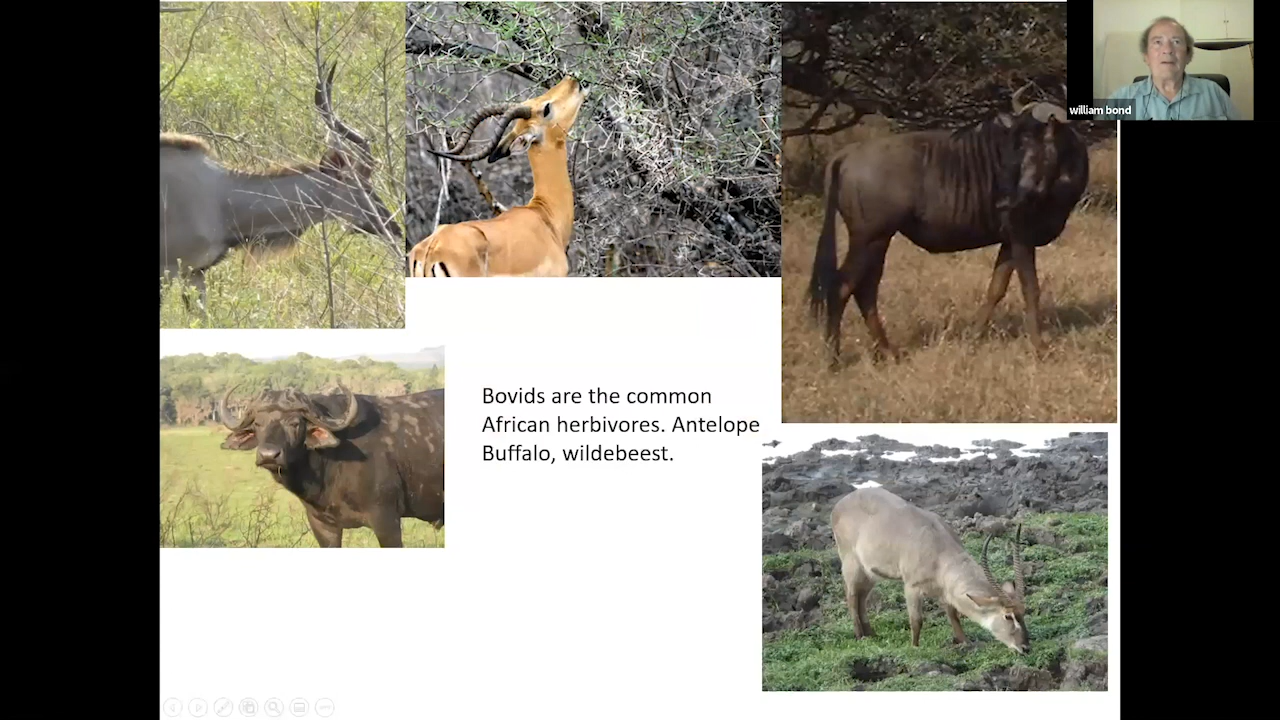 william bond
Bovids are the common
African herbivores. Antelope
Buffalo, wildebeest.